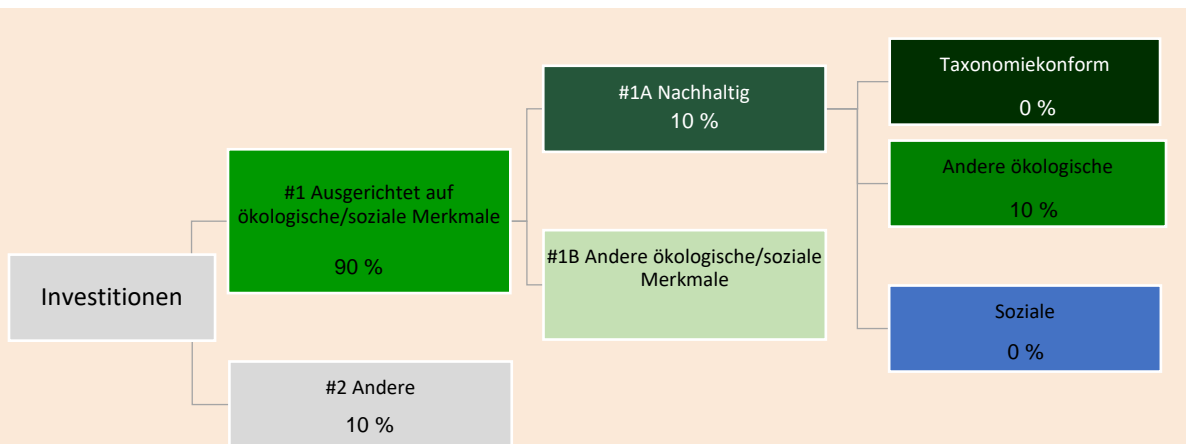 Investitionen
#1 Ausgerichtet auf
ökologische/soziale Merkmale
90 %
#2 Andere
10 %
#1A Nachhaltig
10 %
#1B Andere ökologische/soziale
Merkmale
Taxonomiekonform
0 %
Andere ökologische
10 %
Soziale
0 %